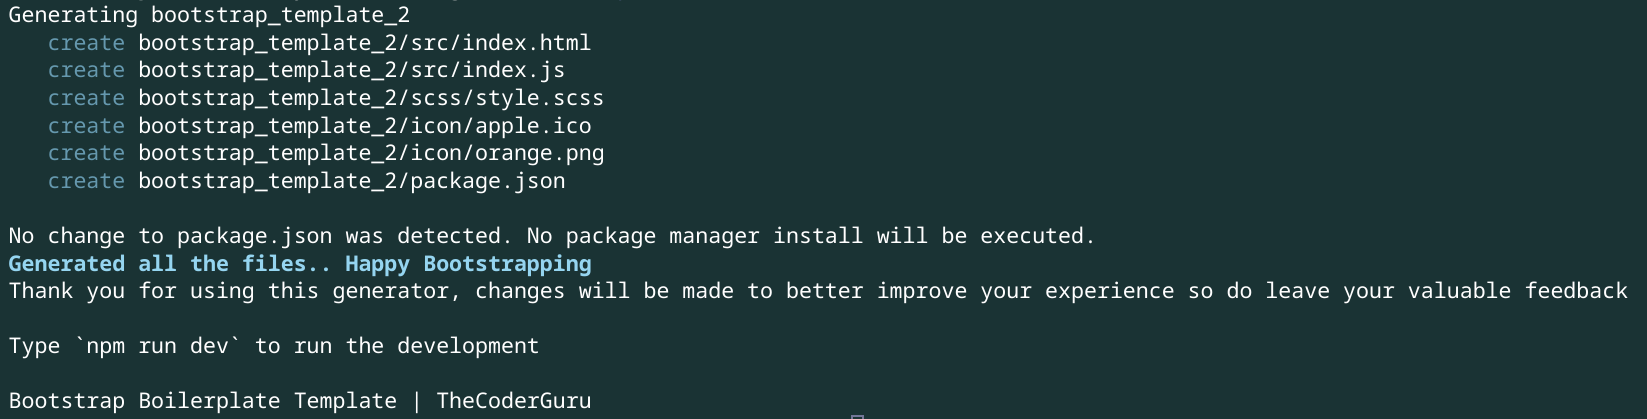 Generating bootstrap_template_2
create bootstrap_template_2/src/index.html
create bootstrap_template_2/src/index.js
create bootstrap_template_2/scss/style.scss
create bootstrap_template_2/icon/apple.ico
create bootstrap_template_2/icon/orange.png
create bootstrap_template_2/package.json
No change to package.json was detected. No package manager install will be executed.
Generated all the files.. Happy Bootstrapping
Thank you for using this generator, changes will be made to better improve your experience so do leave your valuable feedback
Type `npm run dev` to run the development
Bootstrap Boilerplate Template | TheCoderGuru